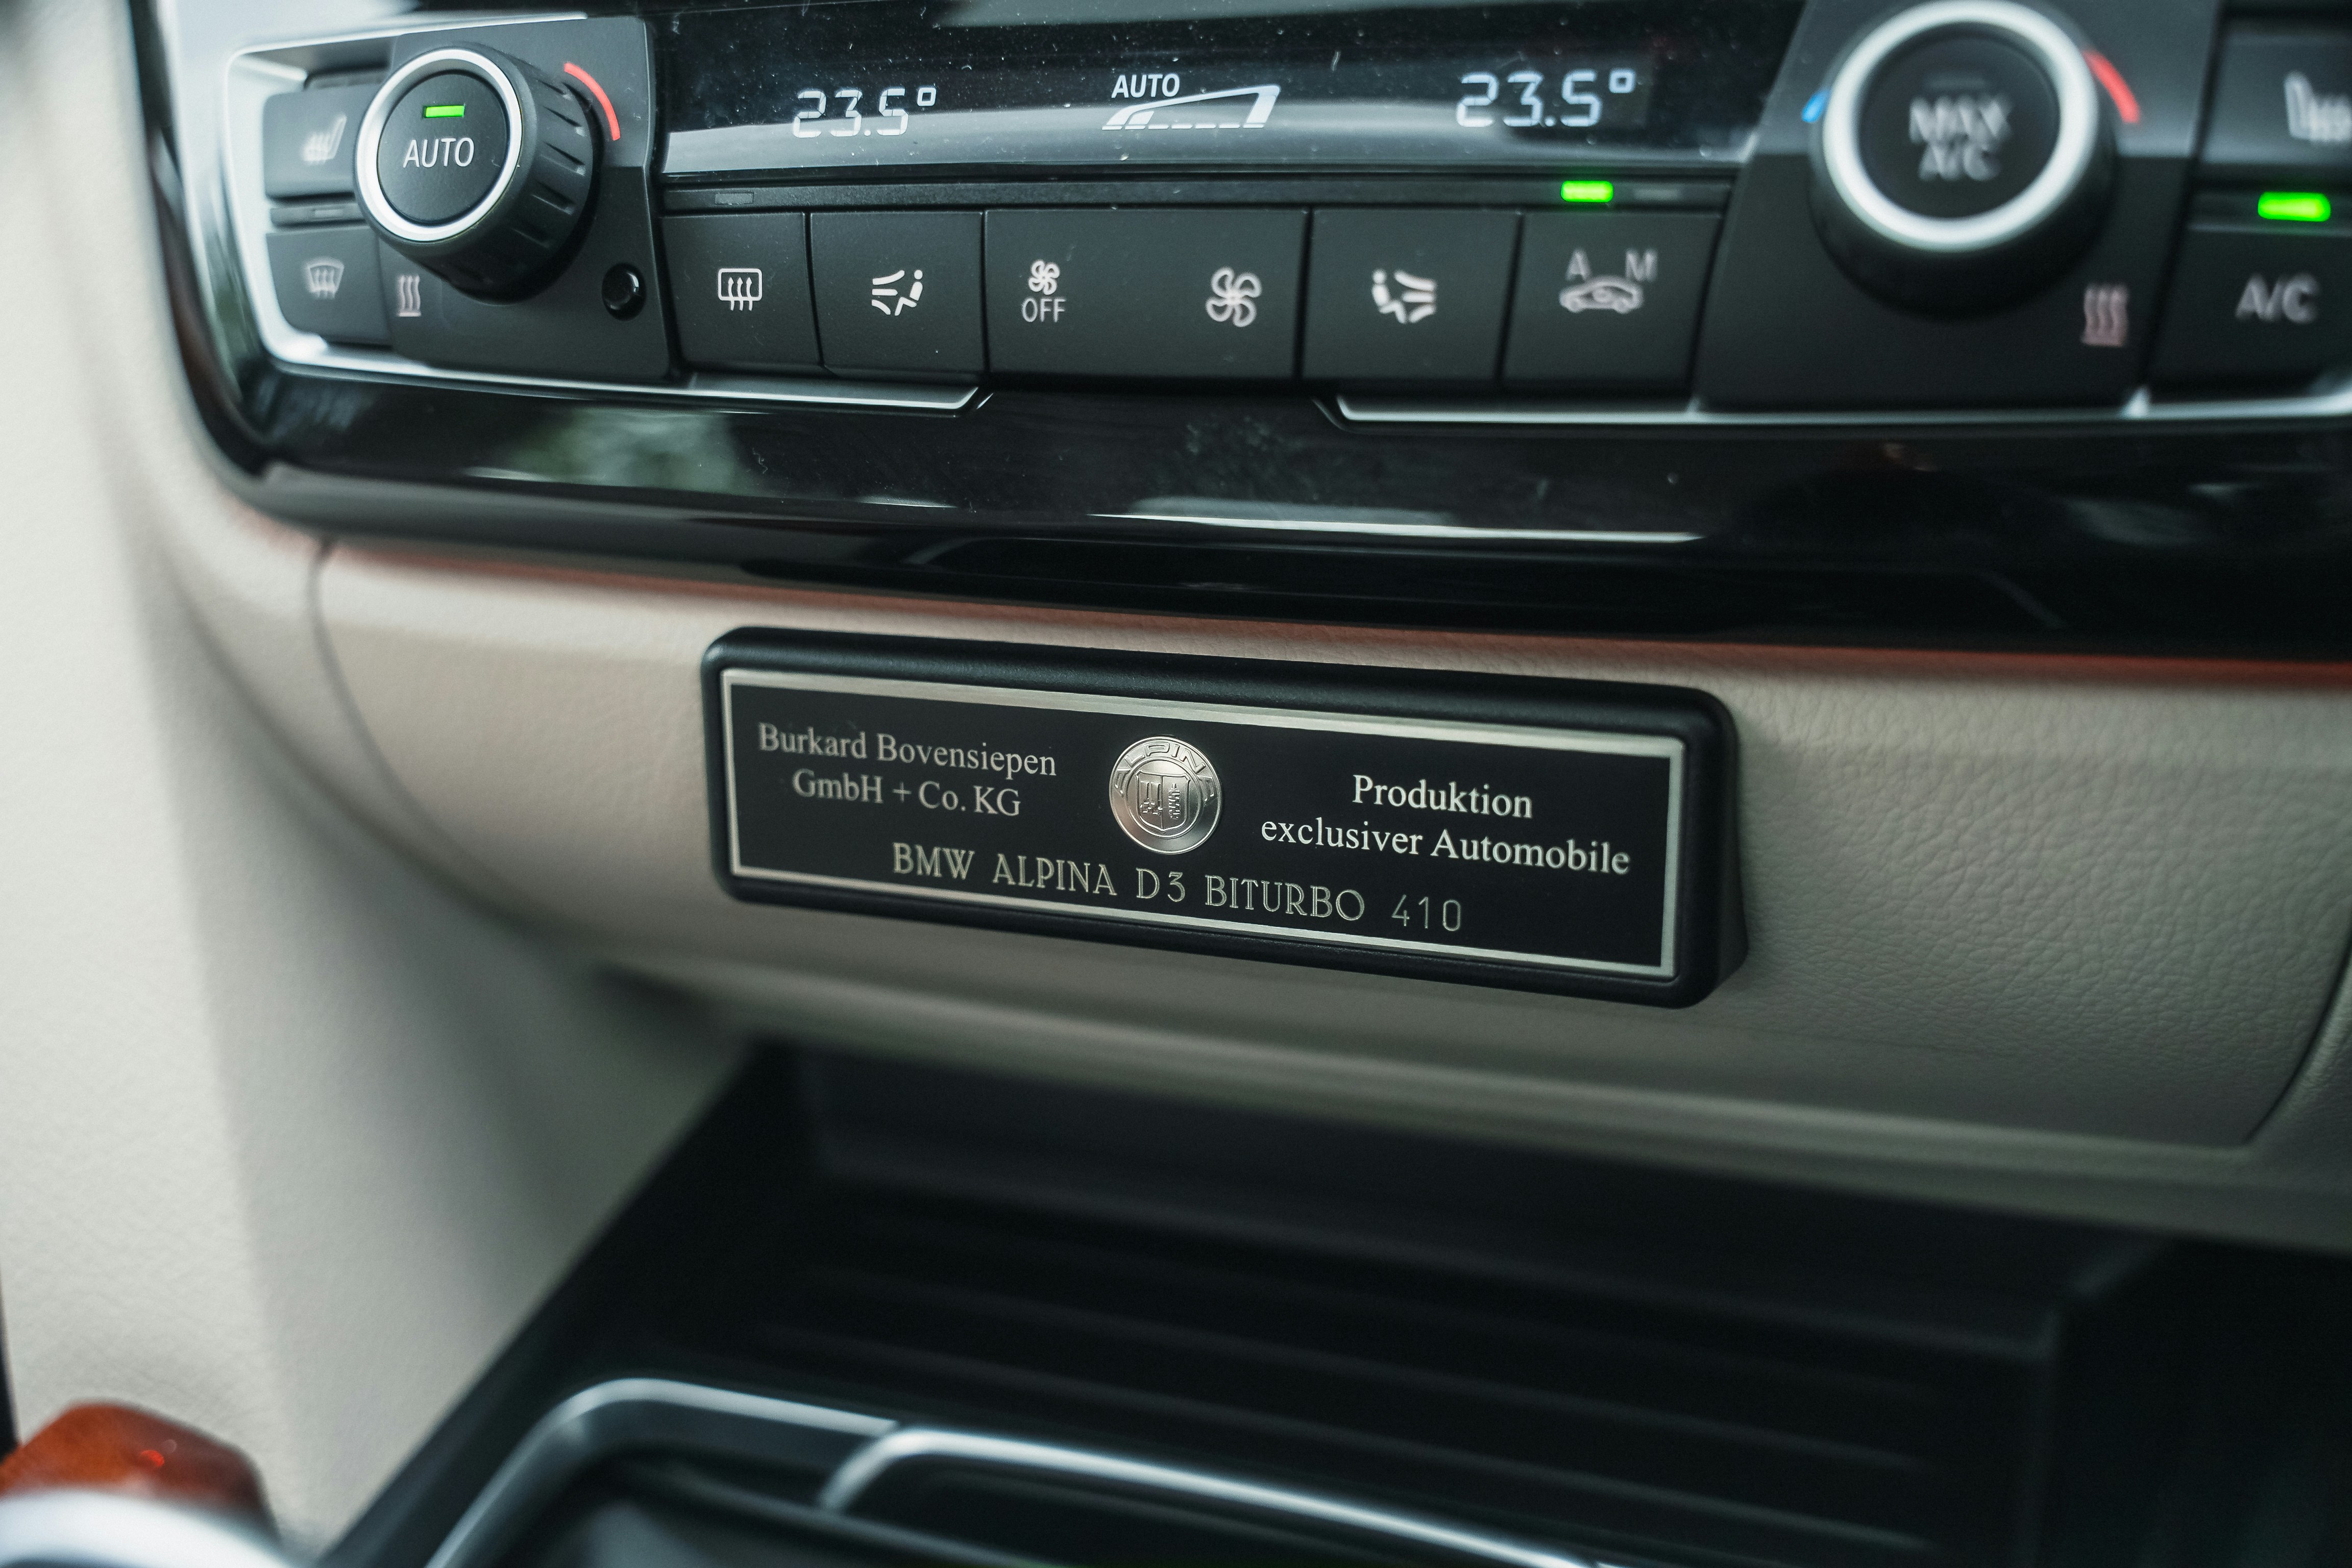 AUTO
23.5°
AUTO
23.5°
MAX
A/C
OFF
A M
A/C
Burkard Bovensiepen
GmbH + Co. KG
ALPINA
Produktion
exclusiver Automobile
BMW ALPINA D3 BITURBO 410